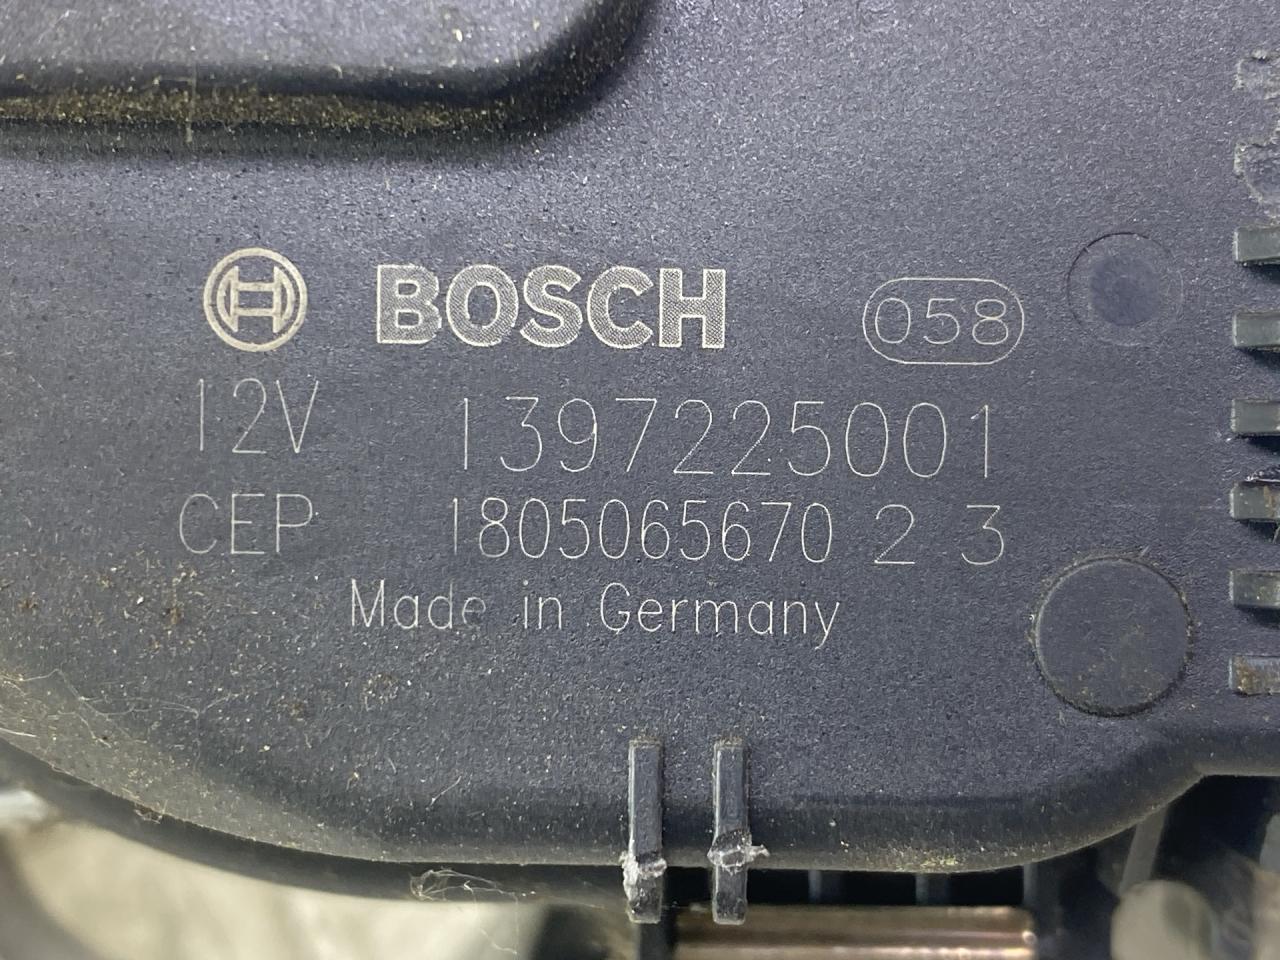 BOSCH 058
12V 1397225001
CEP 1805065670 2 3
Made in Germany